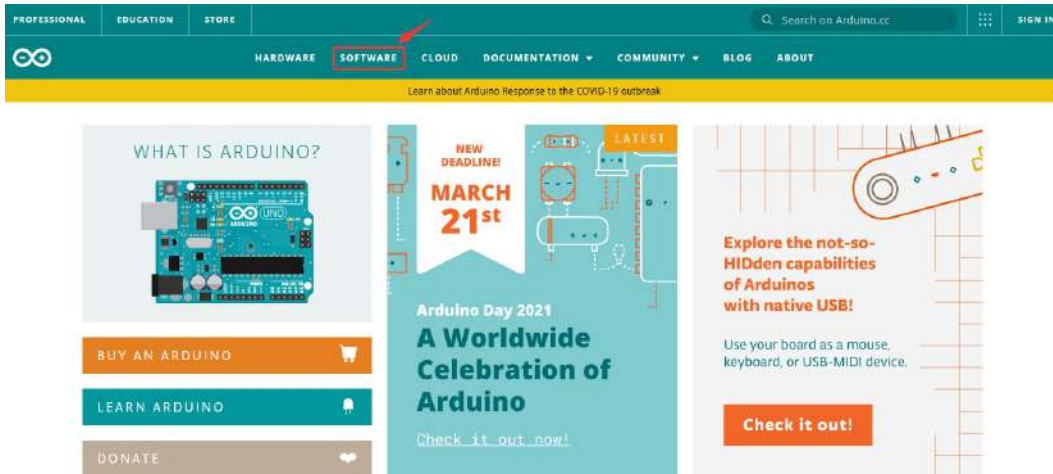 PROFESSIONAL EDUCATION STORE Search on Arduino.cc SIGN IN
HARDWARE SOFTWARE CLOUD DOCUMENTATION COMMUNITY BLOG ABOUT
Learn about Arduino Response to the COVID-19 outbreak
WHAT IS ARDUINO?
UNO
ARDUINO
BUY AN ARDUINO
LEARN ARDUINO
DONATE
LATEST
NEW
DEADLINE!
MARCH
21st
Arduino Day 2021
A Worldwide
Celebration of
Arduino
Check it out now!
Explore the not-so-
HIDden capabilities
of Arduinos
with native USB!
Use your board as a mouse,
keyboard, or USB-MIDI device.
Check it out!